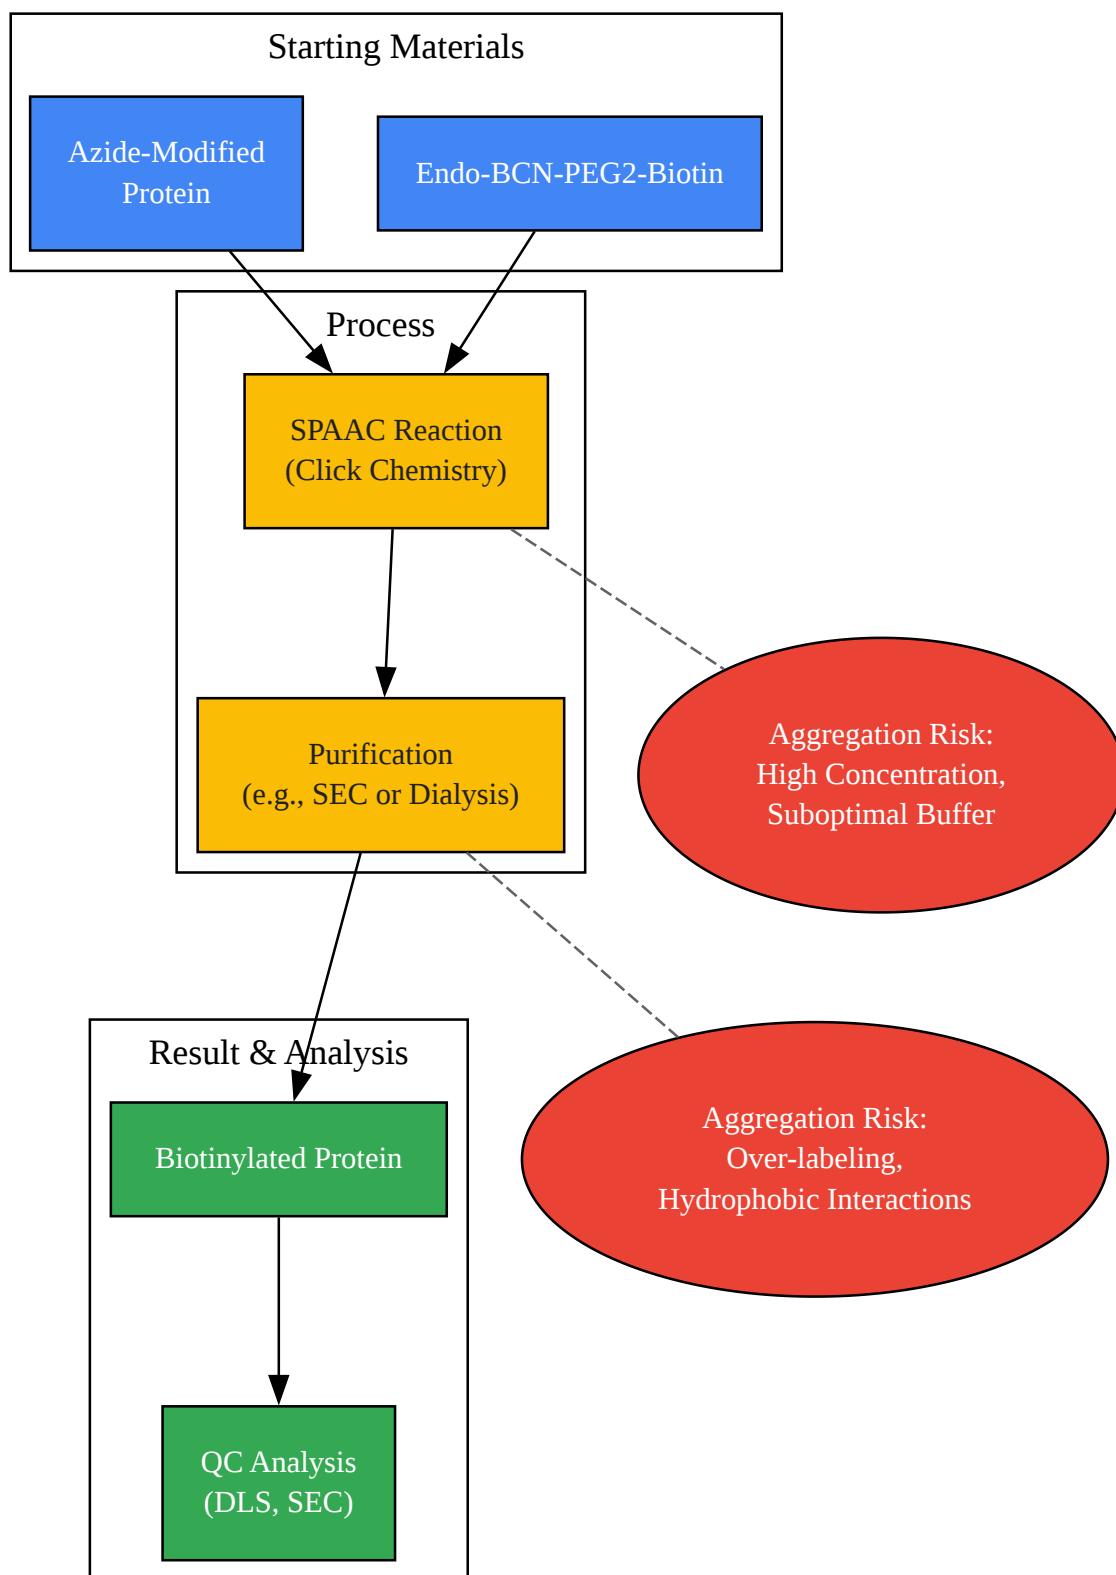 Starting Materials
Azide-Modified
Protein
Endo-BCN-PEG2-Biotin
Process
SPAAC Reaction
(Click Chemistry)
Purification
(e.g., SEC or Dialysis)
Aggregation Risk:
High Concentration,
Suboptimal Buffer
Result & Analysis
Biotinylated Protein
Aggregation Risk:
Over-labeling,
Hydrophobic Interactions
QC Analysis
(DLS, SEC)